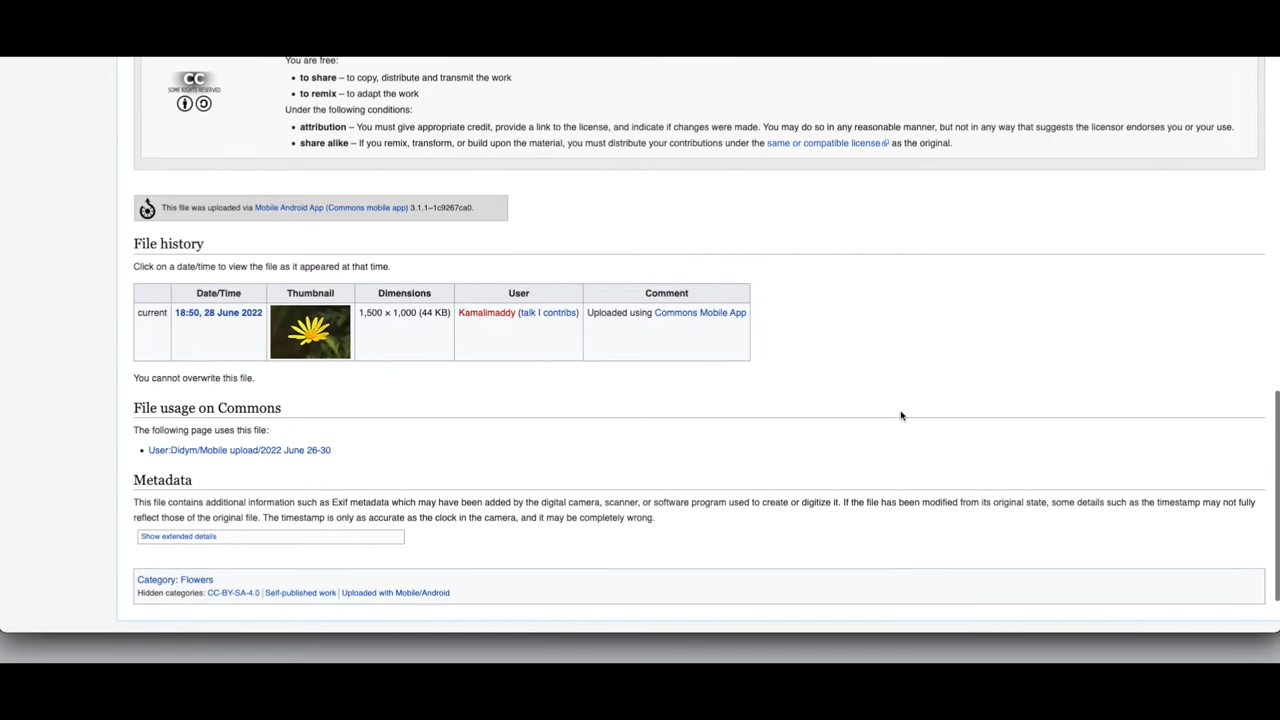 You are free:
• to share – to copy, distribute and transmit the work
• to remix – to adapt the work
Under the following conditions:
• attribution – You must give appropriate credit, provide a link to the license, and indicate if changes were made. You may do so in any reasonable manner, but not in any way that suggests the licensor endorses you or your use.
• share alike – If you remix, transform, or build upon the material, you must distribute your contributions under the same or compatible license as the original.
CC
SOME RIGHTS RESERVED
This file was uploaded via Mobile Android App (Commons mobile app) 3.1.1~1c9267ca0.
File history
Click on a date/time to view the file as it appeared at that time.
Date/Time Thumbnail Dimensions User Comment
current 18:50, 28 June 2022 1,500 × 1,000 (44 KB) Kamalimaddy (talk | contribs) Uploaded using Commons Mobile App
You cannot overwrite this file.
File usage on Commons
The following page uses this file:
• User:Didym/Mobile upload/2022 June 26-30
Metadata
This file contains additional information such as Exif metadata which may have been added by the digital camera, scanner, or software program used to create or digitize it. If the file has been modified from its original state, some details such as the timestamp may not fully
reflect those of the original file. The timestamp is only as accurate as the clock in the camera, and it may be completely wrong.
Show extended details
Category: Flowers
Hidden categories: CC-BY-SA-4.0 | Self-published work | Uploaded with Mobile/Android